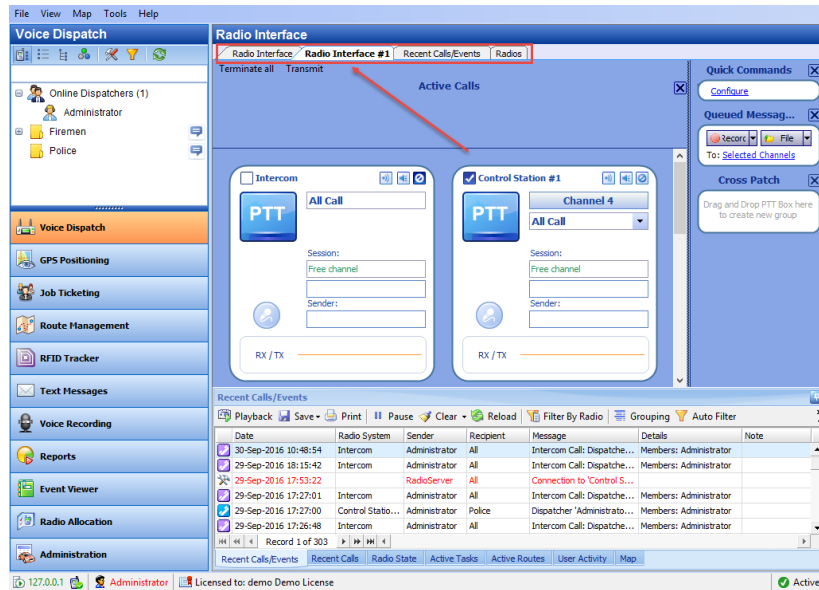 File View Map Tools Help
Voice Dispatch
Radio Interface
Radio Interface Radio Interface #1 Recent Calls/Events Radios
Terminate all Transmit
Active Calls
Online Dispatchers (1)
Administrator
Firemen
Police
Voice Dispatch
GPS Positioning
Job Ticketing
Route Management
RFID Tracker
Text Messages
Voice Recording
Reports
Event Viewer
Radio Allocation
Administration
Intercom
PTT
All Call
Session:
Free channel
Sender:
RX / TX
Control Station #1
PTT
Channel 4
All Call
Session:
Free channel
Sender:
RX / TX
Quick Commands
Configure
Queued Messag...
Record File
To: Selected Channels
Cross Patch
Drag and Drop PTT Box here
to create new group
Recent Calls/Events
Playback Save Print Pause Clear Reload Filter By Radio Grouping Auto Filter
Date Radio System Sender Recipient Message Details Note
30-Sep-2016 10:48:54 Intercom Administrator All Intercom Call: Dispatche... Members: Administrator
29-Sep-2016 18:15:42 Intercom Administrator All Intercom Call: Dispatche... Members: Administrator
29-Sep-2016 17:53:22 RadioServer All Connection to 'Control S...
29-Sep-2016 17:27:01 Intercom Administrator All Intercom Call: Dispatche... Members: Administrator
29-Sep-2016 17:27:00 Control Statio... Administrator Police Dispatcher 'Administrato... Members: Administrator
29-Sep-2016 17:26:48 Intercom Administrator All Intercom Call: Dispatche... Members: Administrator
Record 1 of 303
Recent Calls/Events Recent Calls Radio State Active Tasks Active Routes User Activity Map
127.0.0.1 Administrator Licensed to: demo Demo License Active